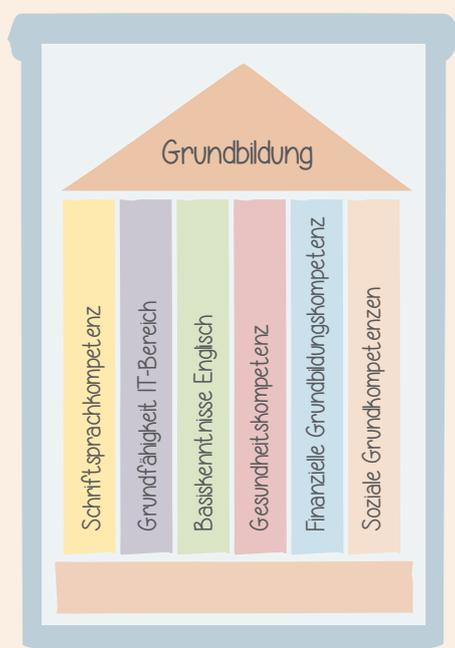 Grundbildung
Schriftsprachkompetenz
Grundfähigkeit IT-Bereich
Basiskenntnisse Englisch
Gesundheitskompetenz
Finanzielle Grundbildungskompetenz
Soziale Grundkompetenzen